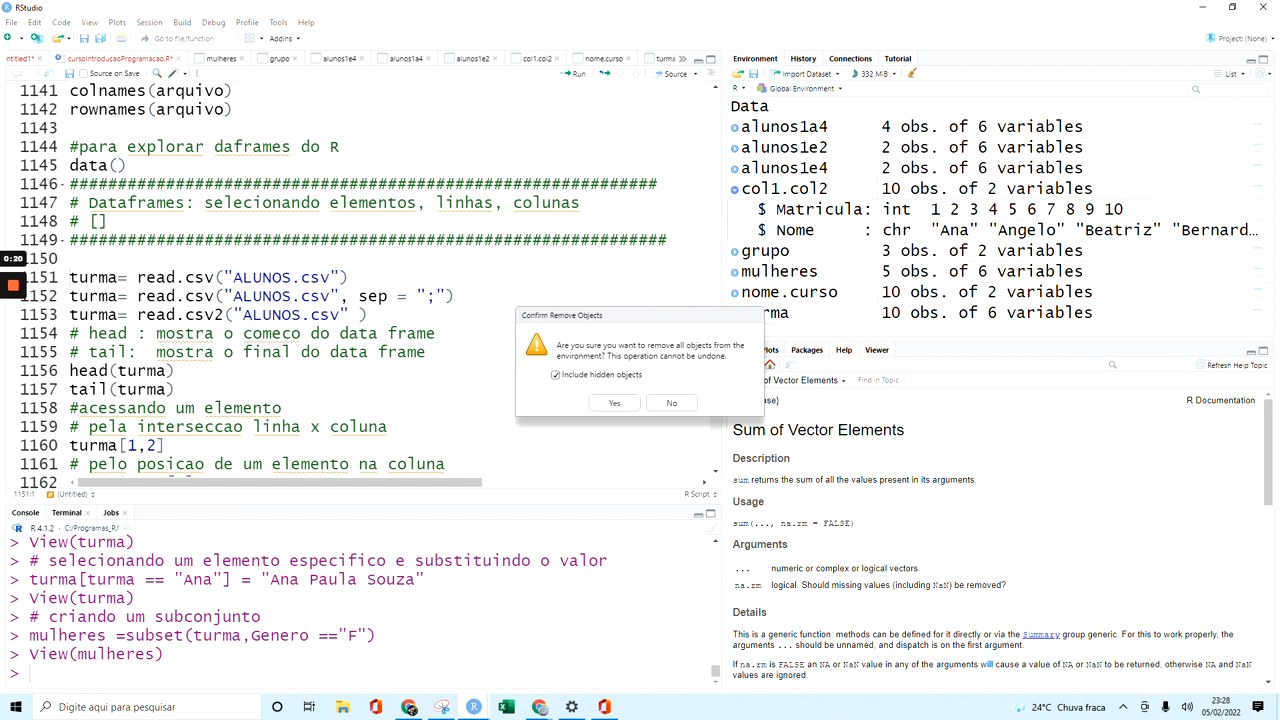 RStudio
File Edit Code View Plots Session Build Debug Profile Tools Help
Go to file/function Addins Project: (None)
ntitled1* cursoIntroducaoProgramacao.R* mulheres grupo alunos1e4 alunos1a4 alunos1e2 col1.col2 nome.curso turma
Source on Save Run Source
1141 colnames(arquivo)
1142 rownames(arquivo)
1143
1144 #para explorar daframes do R
1145 data()
1146 #############################################################
1147 # Dataframes: selecionando elementos, linhas, colunas
1148 # []
1149 ##############################################################
0:20
1151 turma= read.csv("ALUNOS.csv")
1152 turma= read.csv("ALUNOS.csv", sep = ";")
1153 turma= read.csv2("ALUNOS.csv" )
1154 # head : mostra o comeco do data frame
1155 # tail: mostra o final do data frame
1156 head(turma)
1157 tail(turma)
1158 #acessando um elemento
1159 # pela interseccao linha x coluna
1160 turma[1,2]
1161 # pelo posicao de um elemento na coluna
1162
1151:1 (Untitled) R Script
Console Terminal Jobs
R 4.1.2 · C:/Programas_R/
> View(turma)
> # selecionando um elemento especifico e substituindo o valor
> turma[turma == "Ana"] = "Ana Paula Souza"
> View(turma)
> # criando um subconjunto
> mulheres =subset(turma,Genero =="F")
> View(mulheres)
>
Environment History Connections Tutorial
Import Dataset 332 MiB List
R Global Environment
Data
alunos1a4 4 obs. of 6 variables
alunos1e2 2 obs. of 6 variables
alunos1e4 2 obs. of 6 variables
col1.col2 10 obs. of 2 variables
$ Matricula: int 1 2 3 4 5 6 7 8 9 10
$ Nome : chr "Ana" "Angelo" "Beatriz" "Bernard...
grupo 3 obs. of 2 variables
mulheres 5 obs. of 6 variables
nome.curso 10 obs. of 2 variables
rma 10 obs. of 6 variables
Confirm Remove Objects
Are you sure you want to remove all objects from the
environment? This operation cannot be undone.
Include hidden objects
Yes No
lots Packages Help Viewer
Refresh Help Topic
of Vector Elements Find in Topic
ase} R Documentation
Sum of Vector Elements
Description
sum returns the sum of all the values present in its arguments.
Usage
sum(..., na.rm = FALSE)
Arguments
... numeric or complex or logical vectors.
na.rm logical. Should missing values (including NaN) be removed?
Details
This is a generic function: methods can be defined for it directly or via the Summary group generic. For this to work properly, the
arguments ... should be unnamed, and dispatch is on the first argument.
If na.rm is FALSE an NA or NaN value in any of the arguments will cause a value of NA or NaN to be returned, otherwise NA and NaN
values are ignored.
Digite aqui para pesquisar
24°C Chuva fraca
23:28
05/02/2022